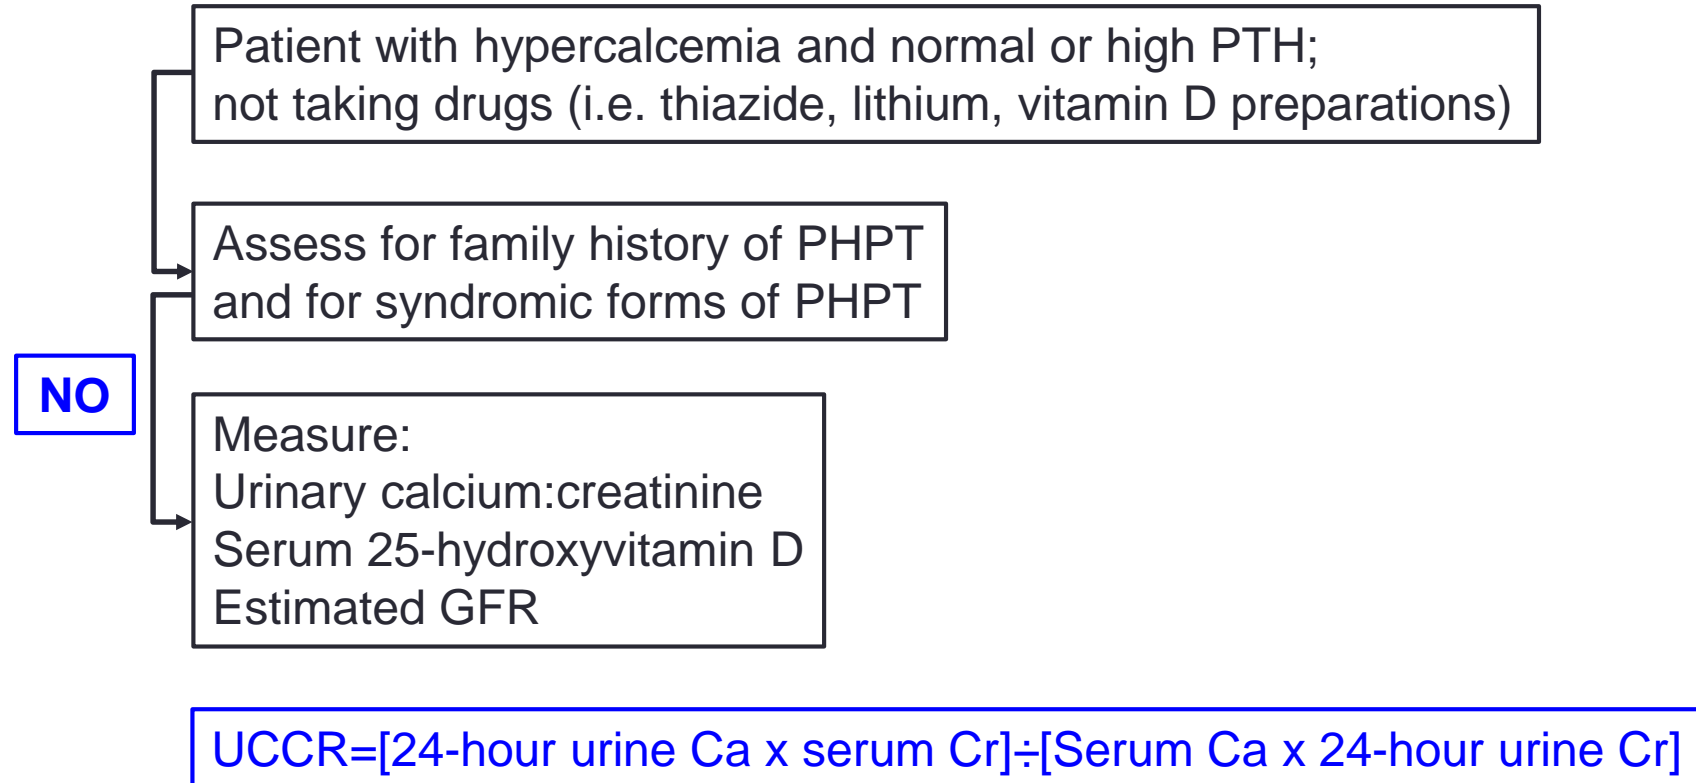 Patient with hypercalcemia and normal or high PTH;
not taking drugs (i.e. thiazide, lithium, vitamin D preparations)
Assess for family history of PHPT
and for syndromic forms of PHPT
NO
Measure:
Urinary calcium:creatinine
Serum 25-hydroxyvitamin D
Estimated GFR
UCCR=[24-hour urine Ca x serum Cr]÷[Serum Ca x 24-hour urine Cr]